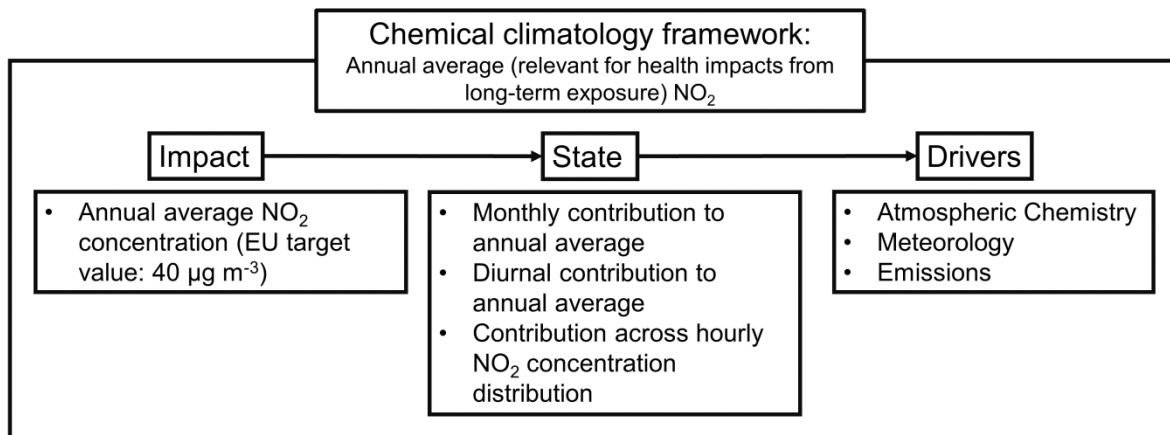 Chemical climatology framework:
Annual average (relevant for health impacts from
long-term exposure) NO₂
Impact
State
Drivers
• Annual average NO₂
concentration (EU target
value: 40 µg m⁻³)
• Monthly contribution to
annual average
• Diurnal contribution to
annual average
• Contribution across hourly
NO₂ concentration
distribution
• Atmospheric Chemistry
• Meteorology
• Emissions